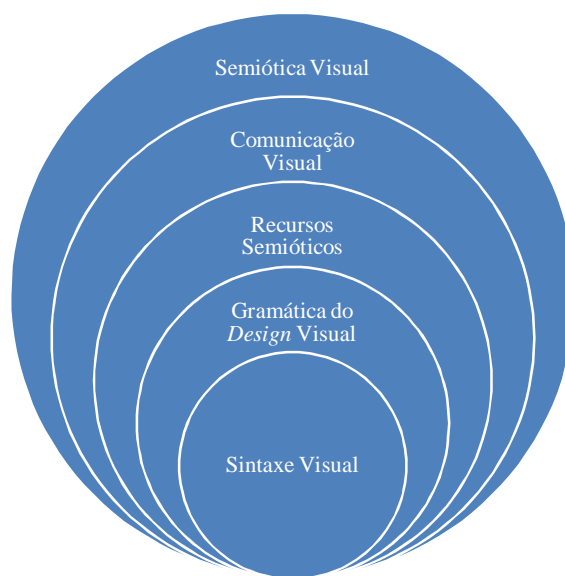 Semiótica Visual
Comunicação
Visual
Recursos
Semióticos
Gramática do
Design Visual
Sintaxe Visual